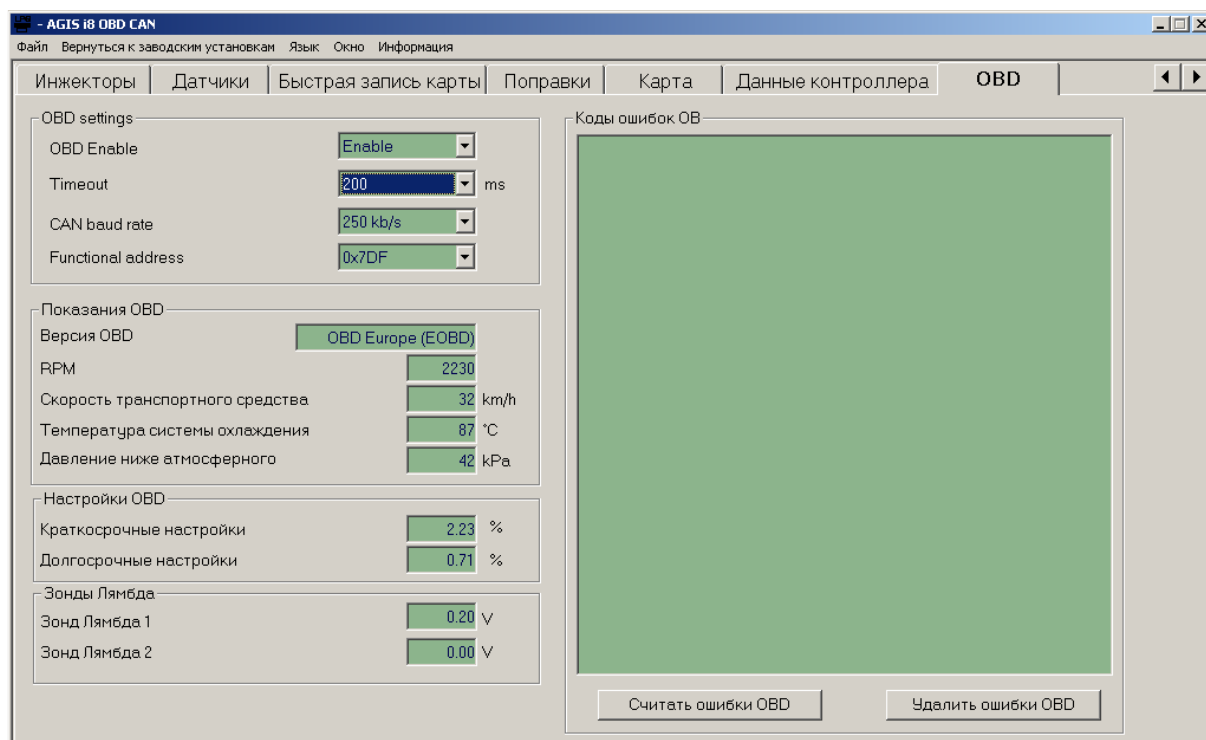 - AGIS i8 OBD CAN
Файл Вернуться к заводским установкам Язык Окно Информация
Инжекторы Датчики Быстрая запись карты Поправки Карта Данные контроллера OBD
OBD settings
OBD Enable Enable
Timeout 200 ms
CAN baud rate 250 kb/s
Functional address 0x7DF
Показания OBD
Версия OBD OBD Europe (EOBD)
RPM 2230
Скорость транспортного средства 32 km/h
Температура системы охлаждения 87 °C
Давление ниже атмосферного 42 kPa
Настройки OBD
Краткосрочные настройки 2.23 %
Долгосрочные настройки 0.71 %
Зонды Лямбда
Зонд Лямбда 1 0.20 V
Зонд Лямбда 2 0.00 V
Коды ошибок OB
Считать ошибки OBD Удалить ошибки OBD